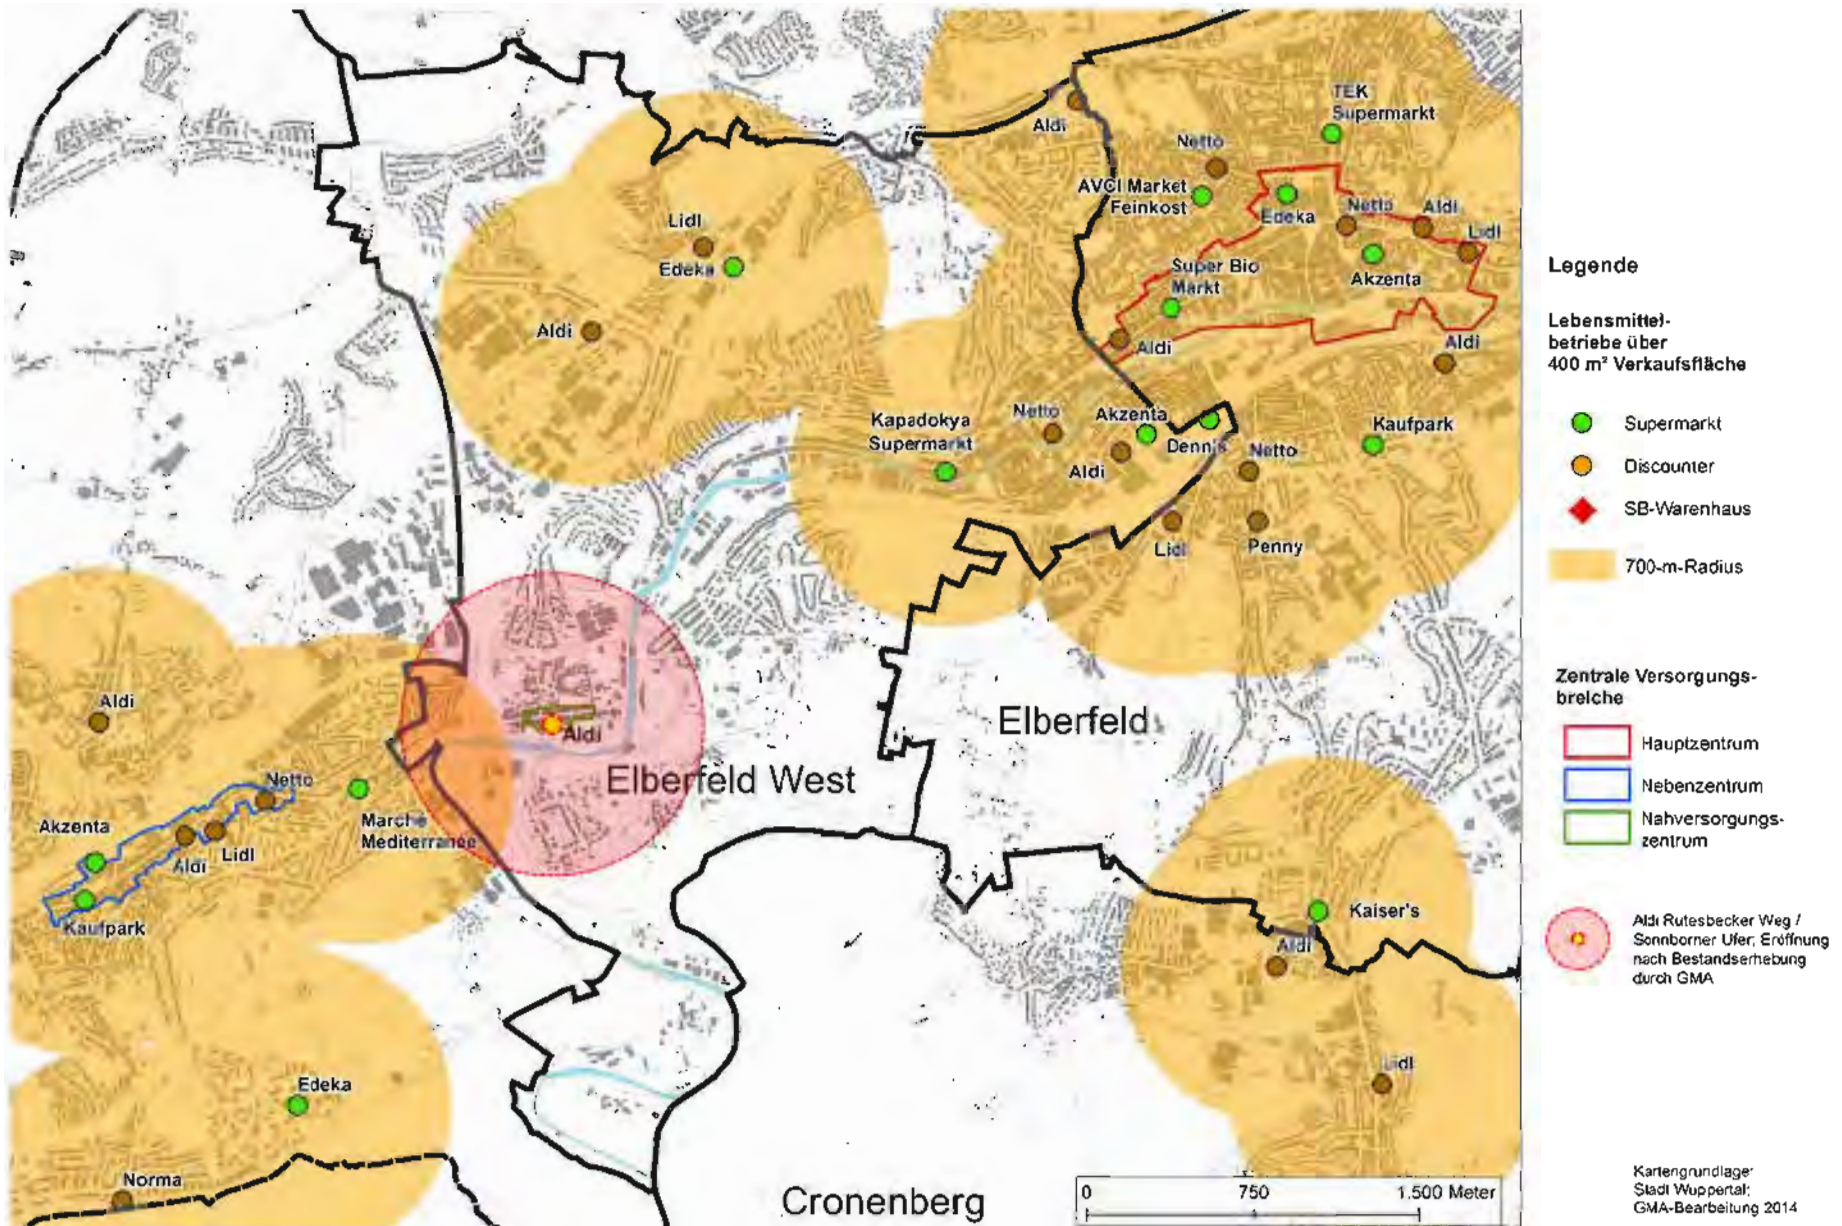 TEK
Supermarkt
Aldi
Netto
AVCI Market
Feinkost
Edeka
Netto
Aldi
Lidl
Lidl
Edeka
Super Bio
Markt
Akzenta
Aldi
Aldi
Aldi
Kapadokya
Supermarkt
Netto
Akzenta
Aldi
Denn's
Netto
Kaufpark
Lidl
Penny
Aldi
Aldi
Elberfeld
Elberfeld West
Netto
Akzenta
Aldi
Lidl
Marché
Mediterranee
Kaufpark
Kaiser's
Aldi
Lidl
Edeka
Norma
Cronenberg
0 750 1.500 Meter
Legende
Lebensmittel-
betriebe über
400 m² Verkaufsfläche
Supermarkt
Discounter
SB-Warenhaus
700-m-Radius
Zentrale Versorgungs-
breiche
Hauptzentrum
Nebenzentrum
Nahversorgungs-
zentrum
Aldi Rutesbecker Weg /
Sonnborner Ufer; Eröffnung
nach Bestandserhebung
durch GMA
Kartengrundlage:
Stadt Wuppertal;
GMA-Bearbeitung 2014